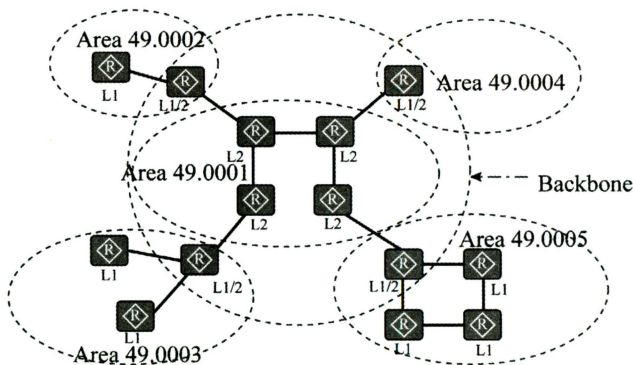 Area 49.0002
R
L1
R
L1/2
R
L1/2
Area 49.0004
R
L2
R
L2
Area 49.0001
R
L2
R
L2
Backbone
R
L1
R
L1/2
R
L1
Area 49.0003
Area 49.0005
R
L1/2
R
L1
R
L1
R
L1